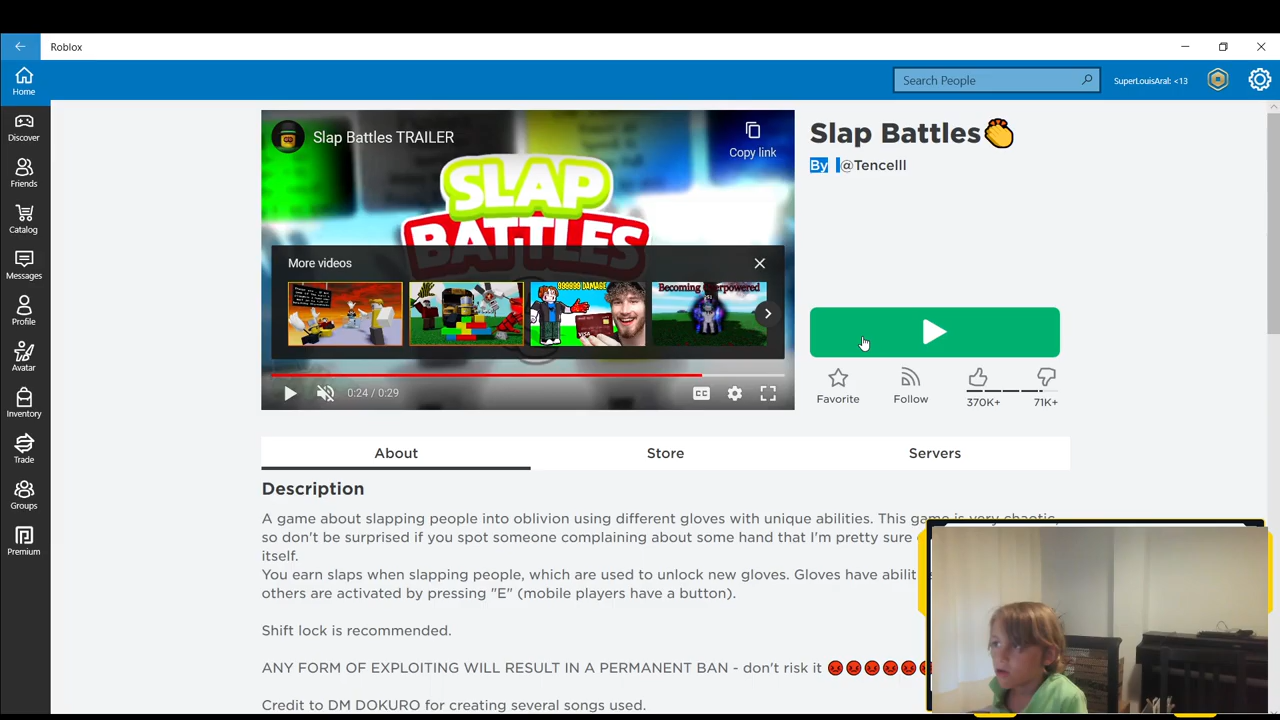 Roblox
Home
Search People
SuperLouisAral: <13
Discover
Friends
Catalog
Messages
Profile
Avatar
Inventory
Trade
Groups
Premium
Slap Battles TRAILER
Copy link
SLAP
BATTLES
More videos
999999 DAMAGE
VISA
Becoming Overpowered
0:24 / 0:29
CC
Slap Battles
By @Tencelll
Favorite
Follow
370K+
71K+
About
Store
Servers
Description
A game about slapping people into oblivion using different gloves with unique abilities. This game is very chaotic,
so don't be surprised if you spot someone complaining about some hand that I'm pretty sure
itself.
You earn slaps when slapping people, which are used to unlock new gloves. Gloves have abilit
others are activated by pressing "E" (mobile players have a button).
Shift lock is recommended.
ANY FORM OF EXPLOITING WILL RESULT IN A PERMANENT BAN - don't risk it 😡😡😡😡😡
Credit to DM DOKURO for creating several songs used.